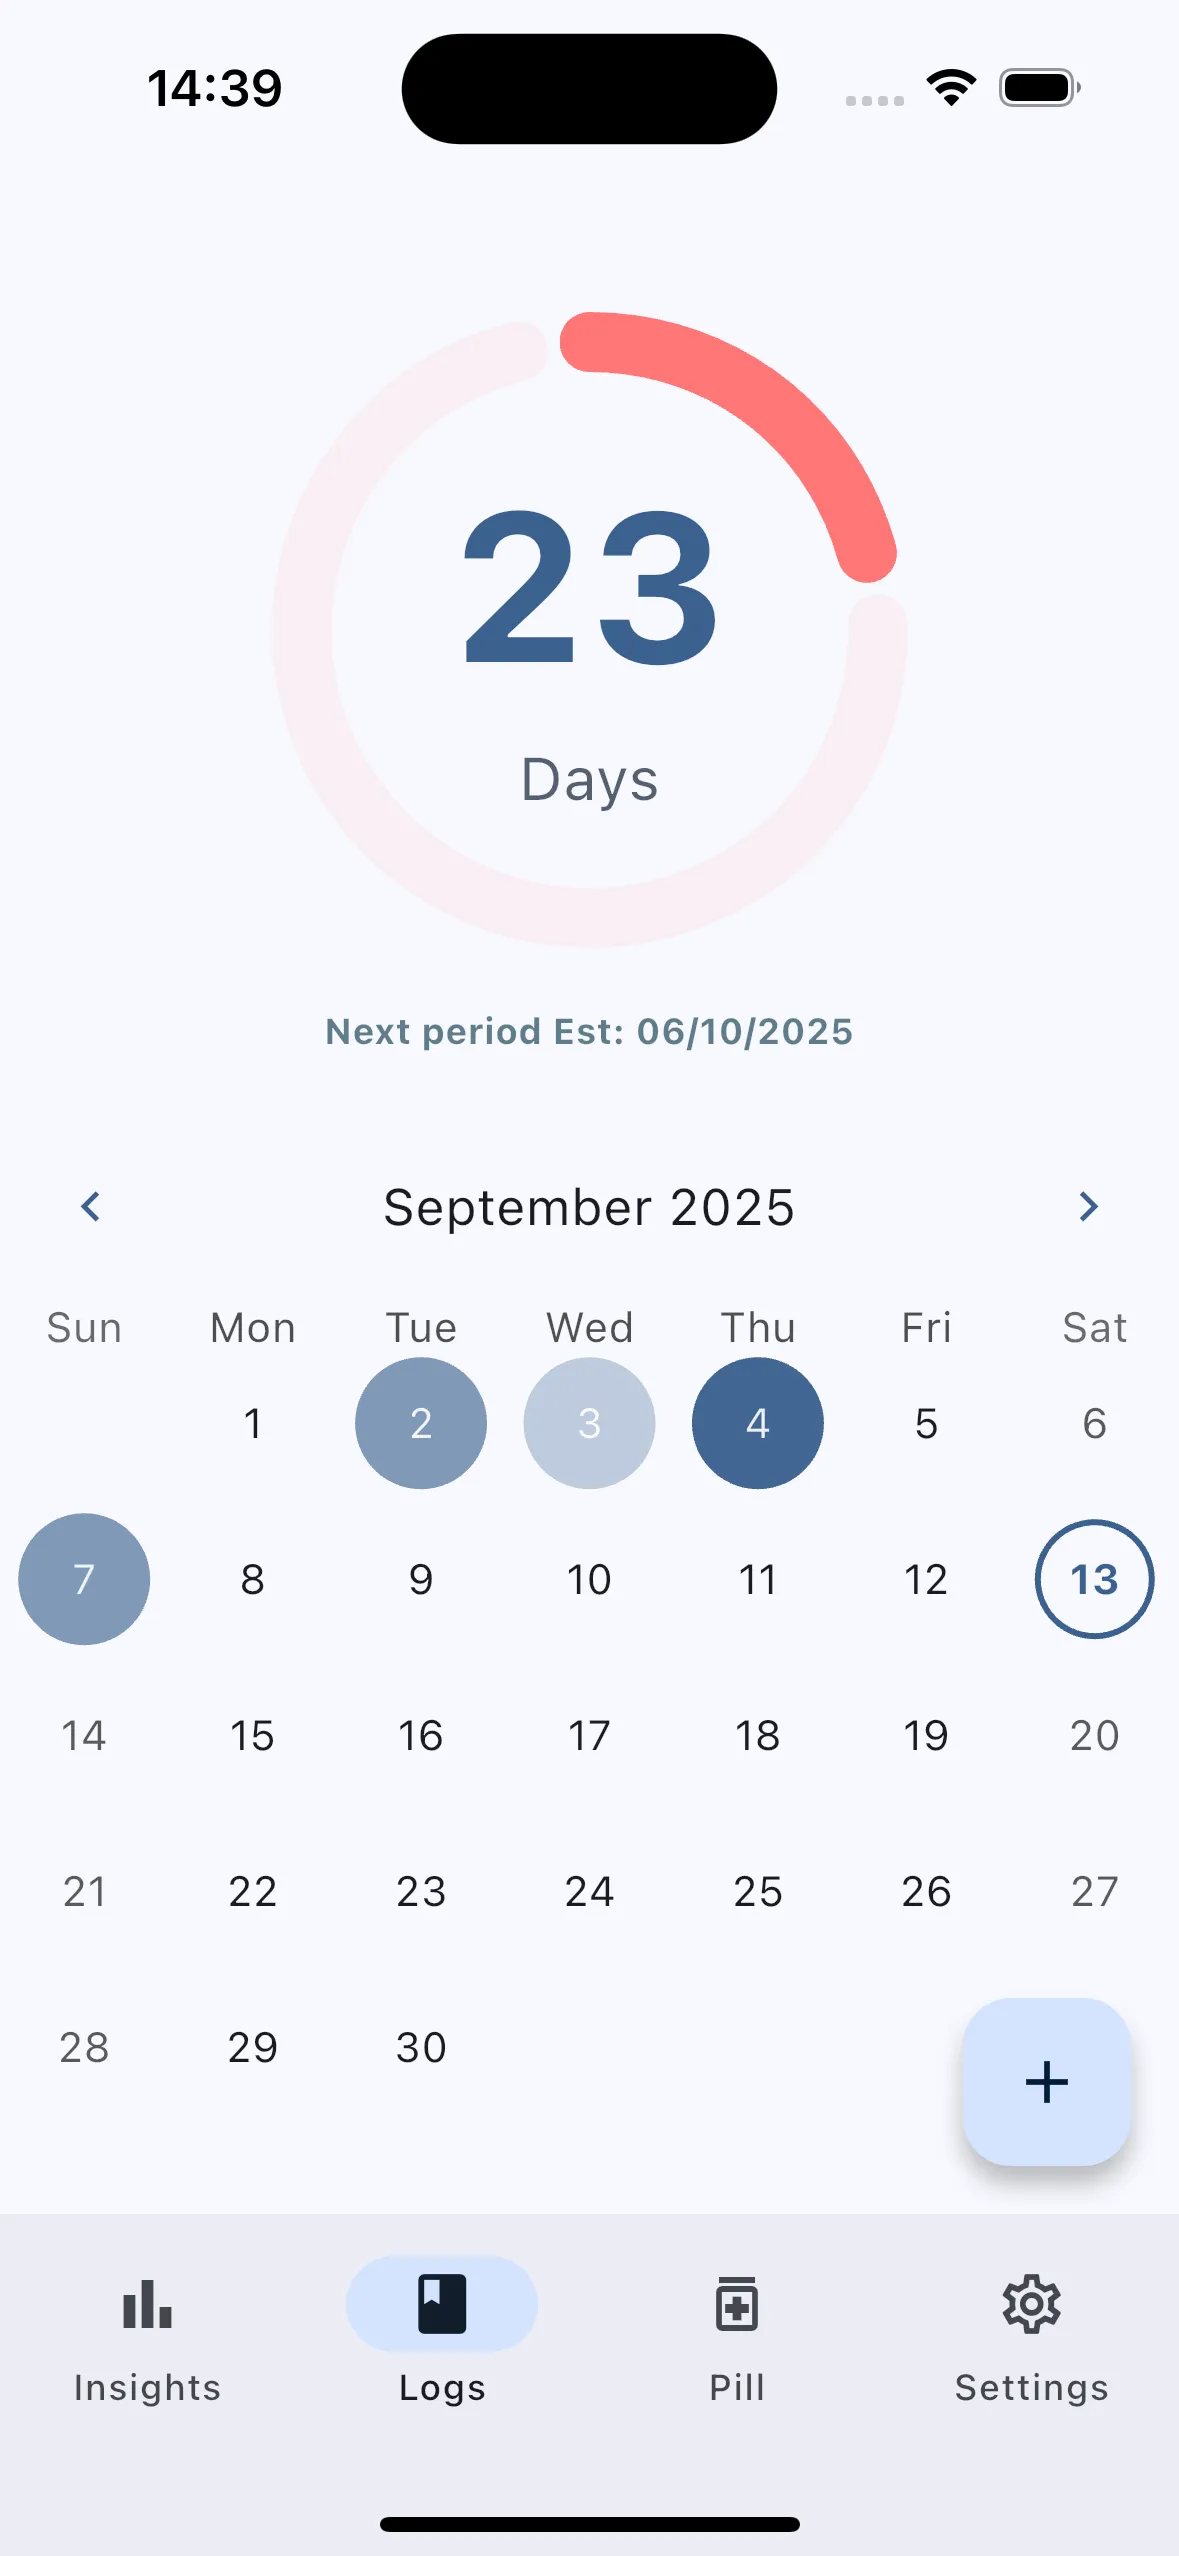 14:39
23
Days
Next period Est: 06/10/2025
September 2025
Sun Mon Tue Wed Thu Fri Sat
1 2 3 4 5 6
7 8 9 10 11 12 13
14 15 16 17 18 19 20
21 22 23 24 25 26 27
28 29 30
Insights Logs Pill Settings